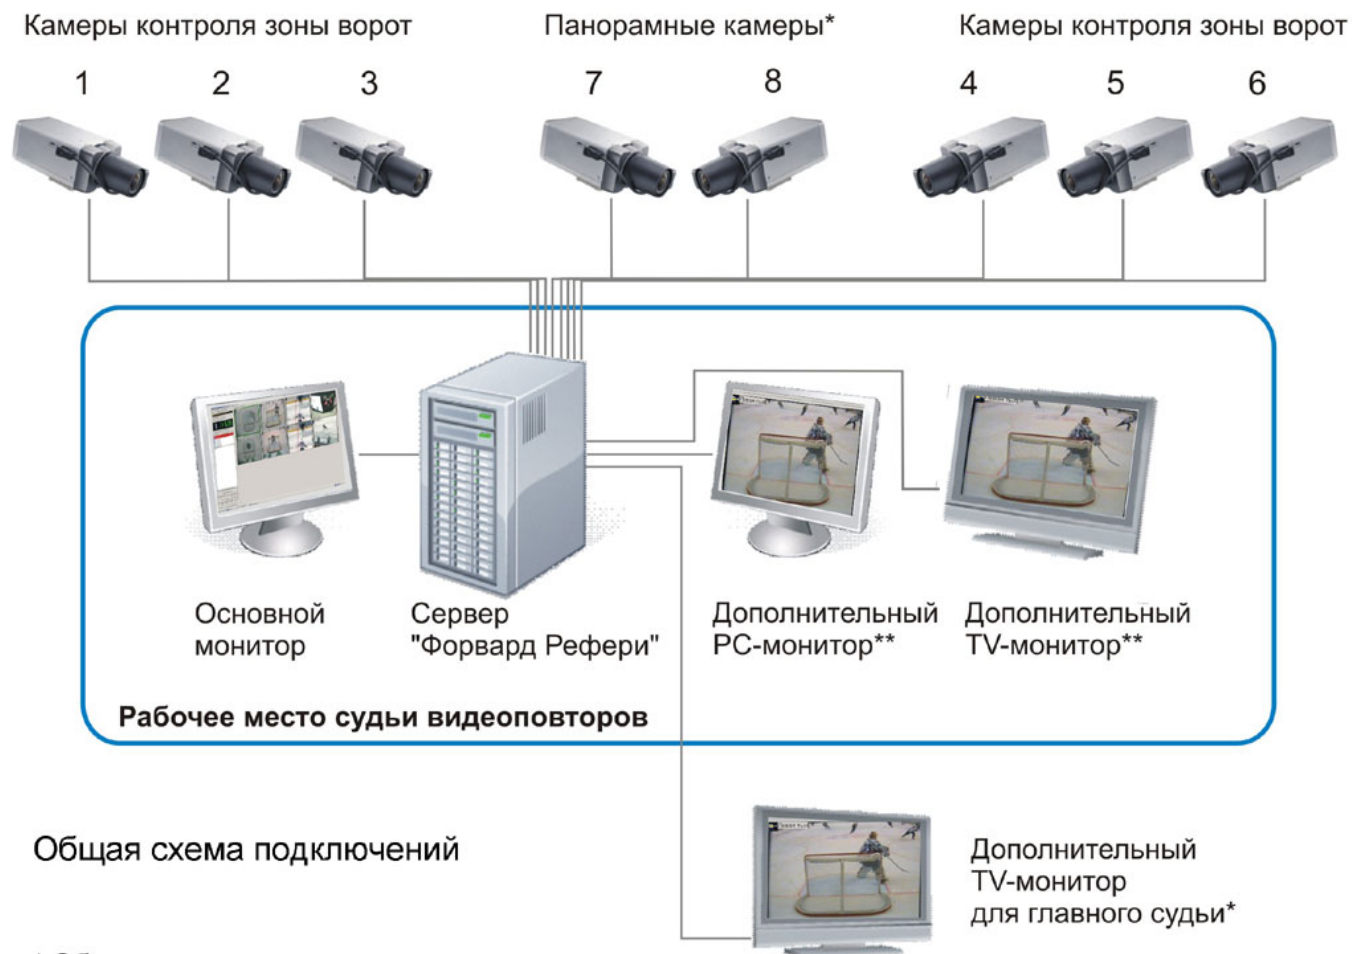 Камеры контроля зоны ворот
Панорамные камеры*
Камеры контроля зоны ворот
1 2 3 7 8 4 5 6
Основной
монитор
Сервер
"Форвард Рефери"
Дополнительный
PC-монитор**
Дополнительный
TV-монитор**
Рабочее место судьи видеоповторов
Общая схема подключений
Дополнительный
TV-монитор
для главного судьи*